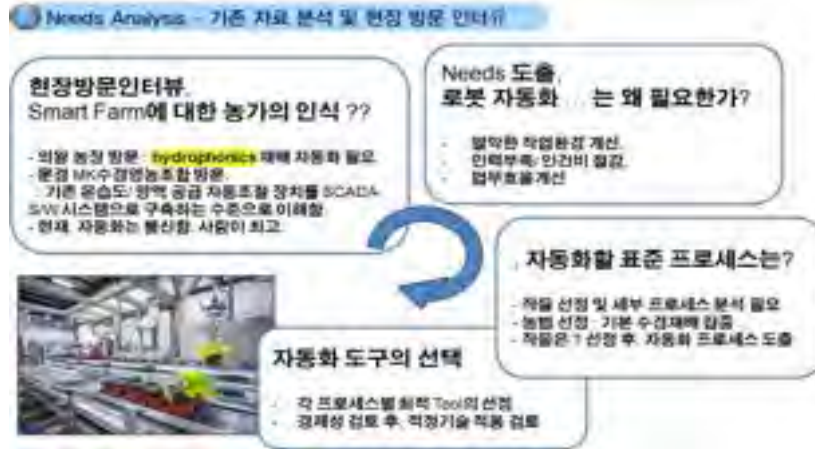 Needs Analysis - 기존 자료 분석 및 현장 방문 인터뷰
현장방문인터뷰,
Smart Farm에 대한 농가의 인식 ??
- 의왕 농장 방문 : hydrophonics 재배 자동화 필요
- 문경 MK수경영농조합 방문.
: 기존 온습도/ 양액 공급 자동조절 장치를 SCADA
S/W 시스템으로 구축하는 수준으로 이해함
- 현재, 자동화는 불신함. 사람이 최고.
Needs 도출,
로봇 자동화 ... 는 왜 필요한가?
- 열악한 작업환경 개선.
- 인력부족/ 인건비 절감.
- 업무효율개선
, 자동화할 표준 프로세스는?
- 작물 선정 및 세부 프로세스 분석 필요
- 농법 선정 : 기본 수경재배 집중
- 작물은 ? 선정 후, 자동화 프로세스 도출
자동화 도구의 선택
- 각 프로세스별 최적 Tool의 선정
- 경제성 검토 후, 적정기술 적용 검토